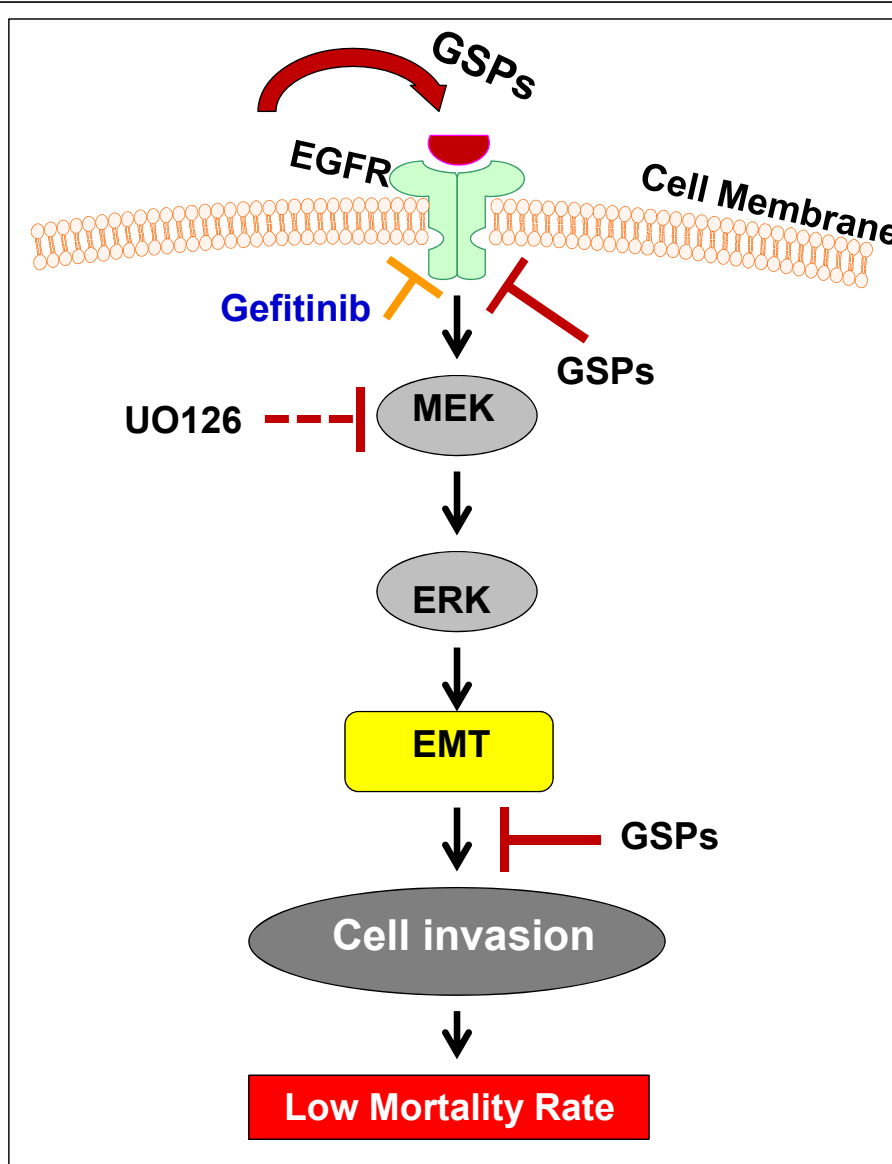 GSPs
EGFR
Cell Membrane
Gefitinib
GSPs
MEK
UO126
ERK
EMT
GSPs
Cell invasion
Low Mortality Rate